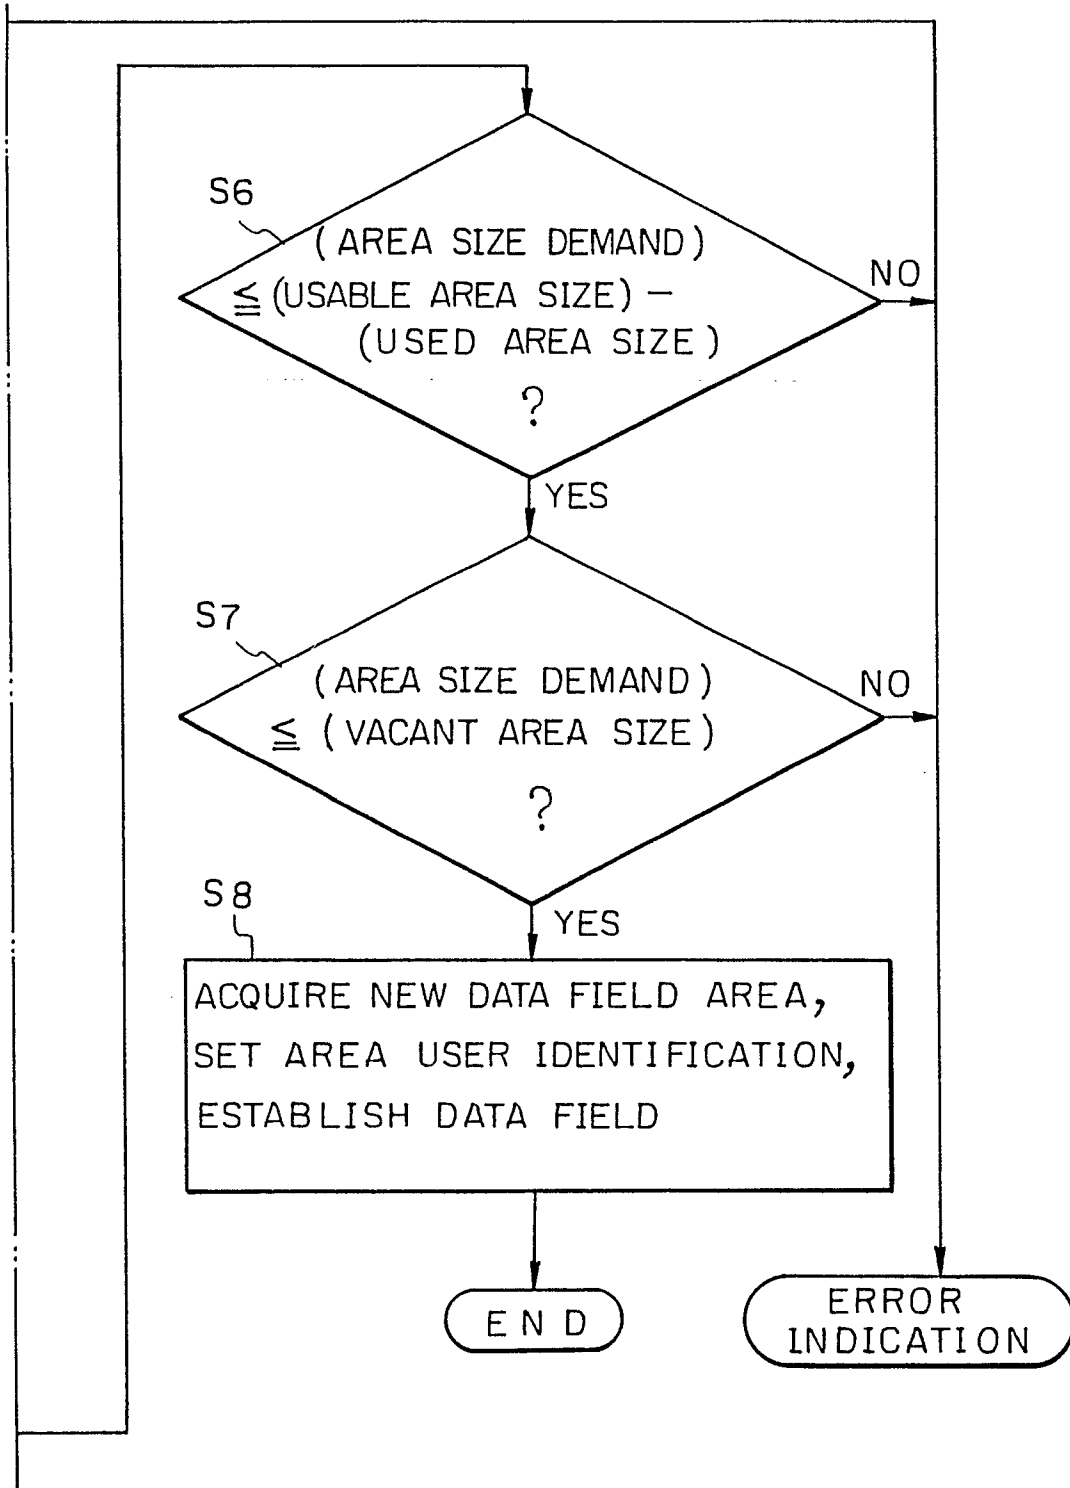 S6
(AREA SIZE DEMAND)
≦ (USABLE AREA SIZE) −
(USED AREA SIZE)
?
NO
YES
S7
(AREA SIZE DEMAND)
≦ (VACANT AREA SIZE)
?
NO
YES
S8
ACQUIRE NEW DATA FIELD AREA,
SET AREA USER IDENTIFICATION,
ESTABLISH DATA FIELD
END
ERROR
INDICATION